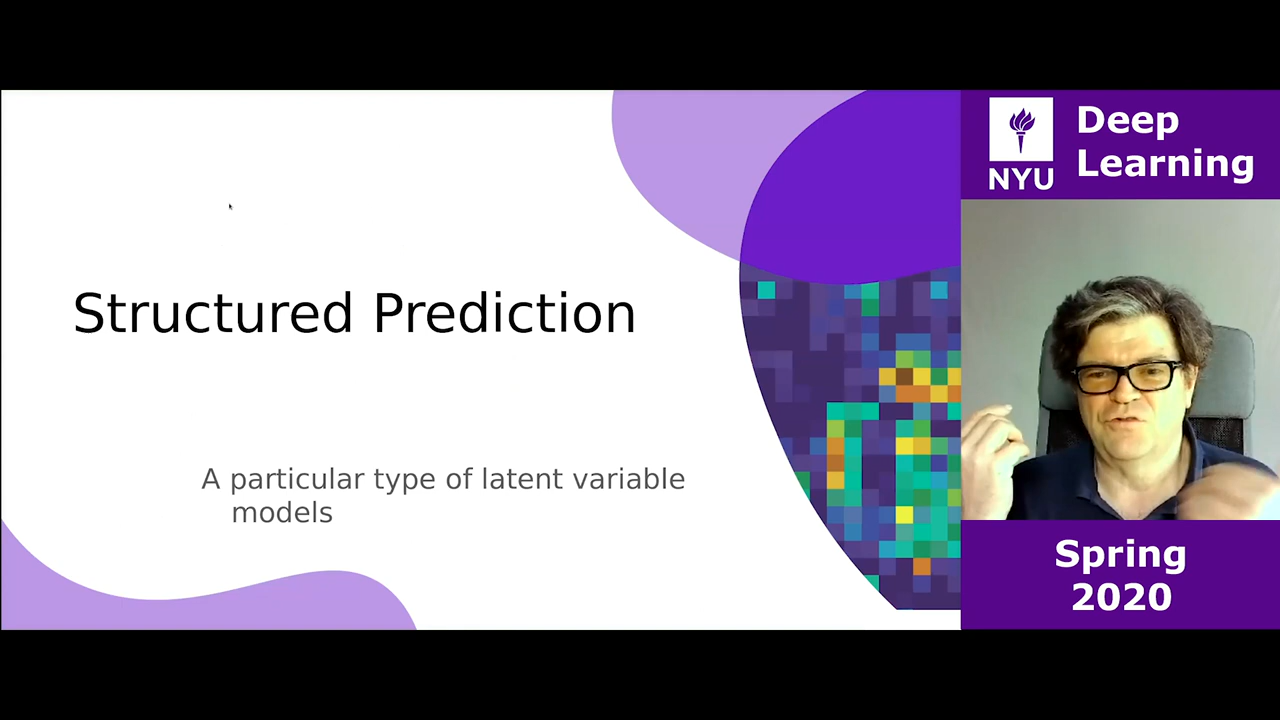 Structured Prediction
A particular type of latent variable
models
NYU
Deep
Learning
Spring
2020